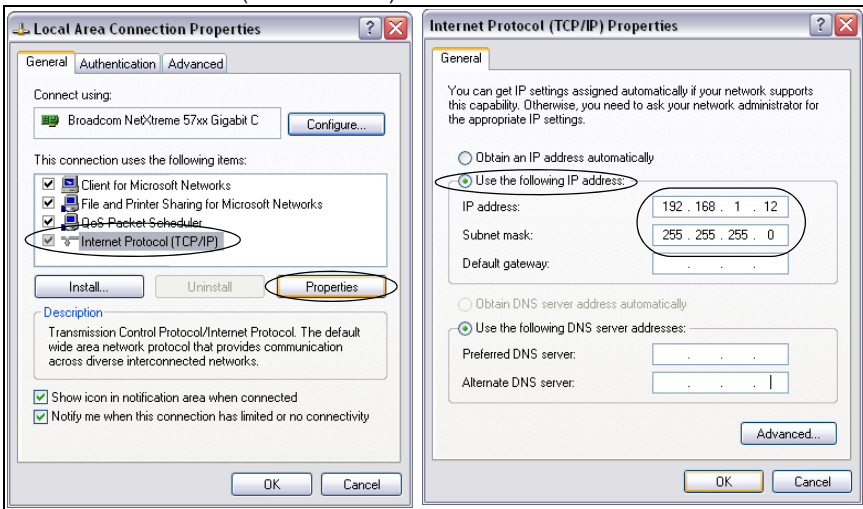 Local Area Connection Properties
General Authentication Advanced
Connect using:
Broadcom NetXtreme 57xx Gigabit C
Configure...
This connection uses the following items:
Client for Microsoft Networks
File and Printer Sharing for Microsoft Networks
QoS Packet Scheduler
Internet Protocol (TCP/IP)
Install... Uninstall Properties
Description
Transmission Control Protocol/Internet Protocol. The default
wide area network protocol that provides communication
across diverse interconnected networks.
Show icon in notification area when connected
Notify me when this connection has limited or no connectivity
OK Cancel
Internet Protocol (TCP/IP) Properties
General
You can get IP settings assigned automatically if your network supports
this capability. Otherwise, you need to ask your network administrator for
the appropriate IP settings.
Obtain an IP address automatically
Use the following IP address:
IP address: 192 . 168 . 1 . 12
Subnet mask: 255 . 255 . 255 . 0
Default gateway: . . .
Obtain DNS server address automatically
Use the following DNS server addresses:
Preferred DNS server: . . .
Alternate DNS server: . . .
Advanced...
OK Cancel